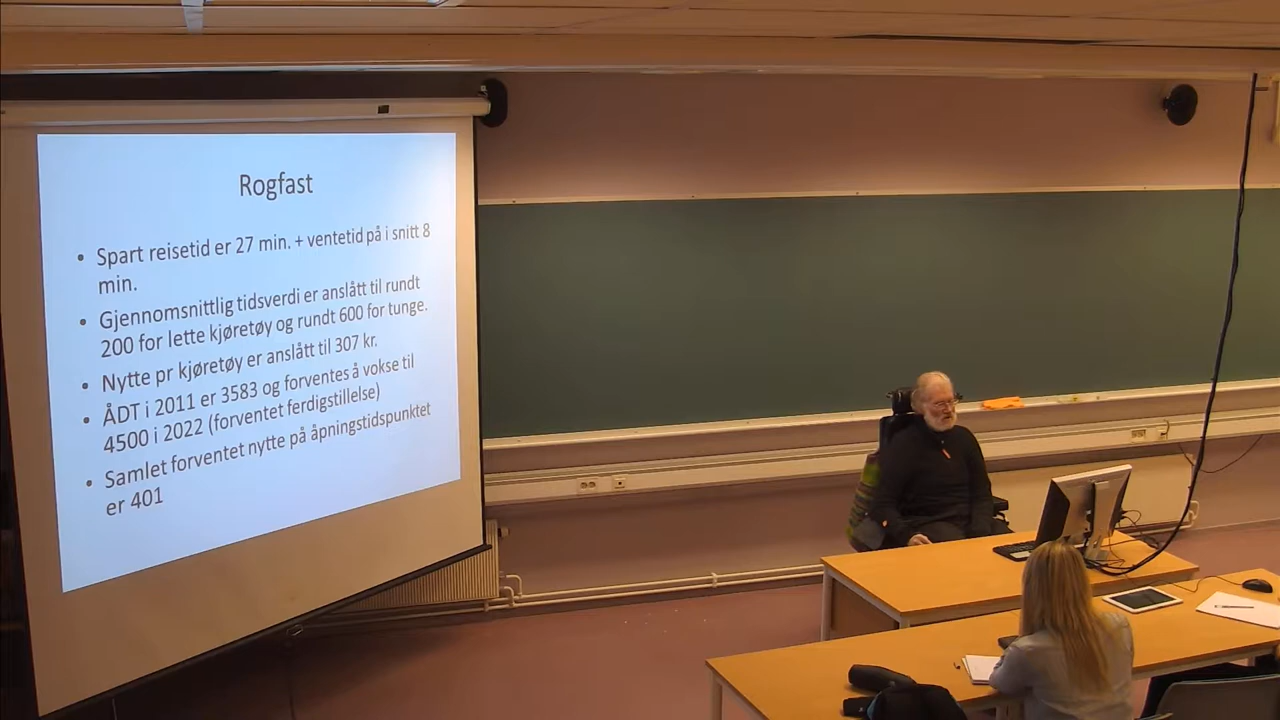 Rogfast
• Spart reisetid er 27 min. + ventetid på i snitt 8
min.
• Gjennomsnittlig tidsverdi er anslått til rundt
200 for lette kjøretøy og rundt 600 for tunge.
• Nytte pr kjøretøy er anslått til 307 kr.
• ÅDT i 2011 er 3583 og forventes å vokse til
4500 i 2022 (forventet ferdigstillelse)
• Samlet forventet nytte på åpningstidspunktet
er 401